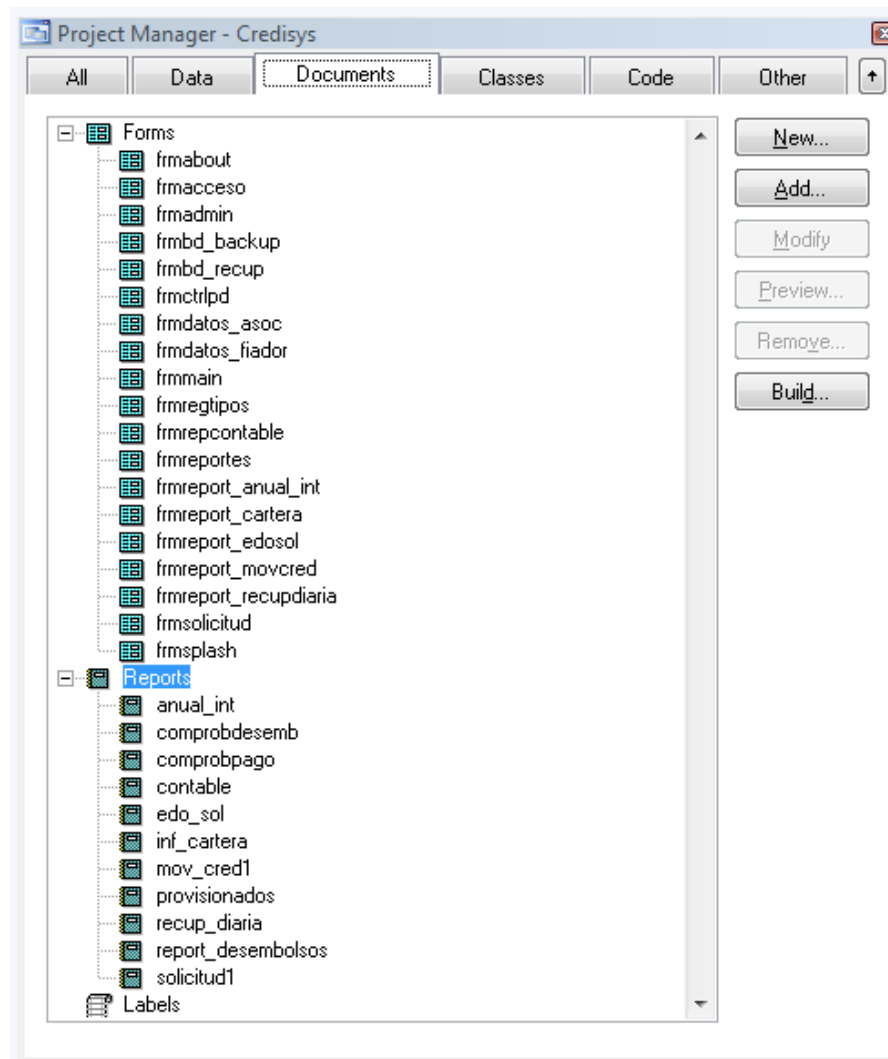 Project Manager - Credisys
All Data Documents Classes Code Other
Forms
frmabout
frmacceso
frmadmin
frmbd_backup
frmbd_recup
frmctrlpd
frmdatos_asoc
frmdatos_fiador
frmmain
frmregtipos
frmrepcontable
frmreportes
frmreport_anual_int
frmreport_cartera
frmreport_edosol
frmreport_movcred
frmreport_recupdiaria
frmsolicitud
frmsplash
Reports
anual_int
comprobdesemb
comprobpago
contable
edo_sol
inf_cartera
mov_cred1
provisionados
recup_diaria
report_desembolsos
solicitud1
Labels
New...
Add...
Modify
Preview...
Remove...
Build...